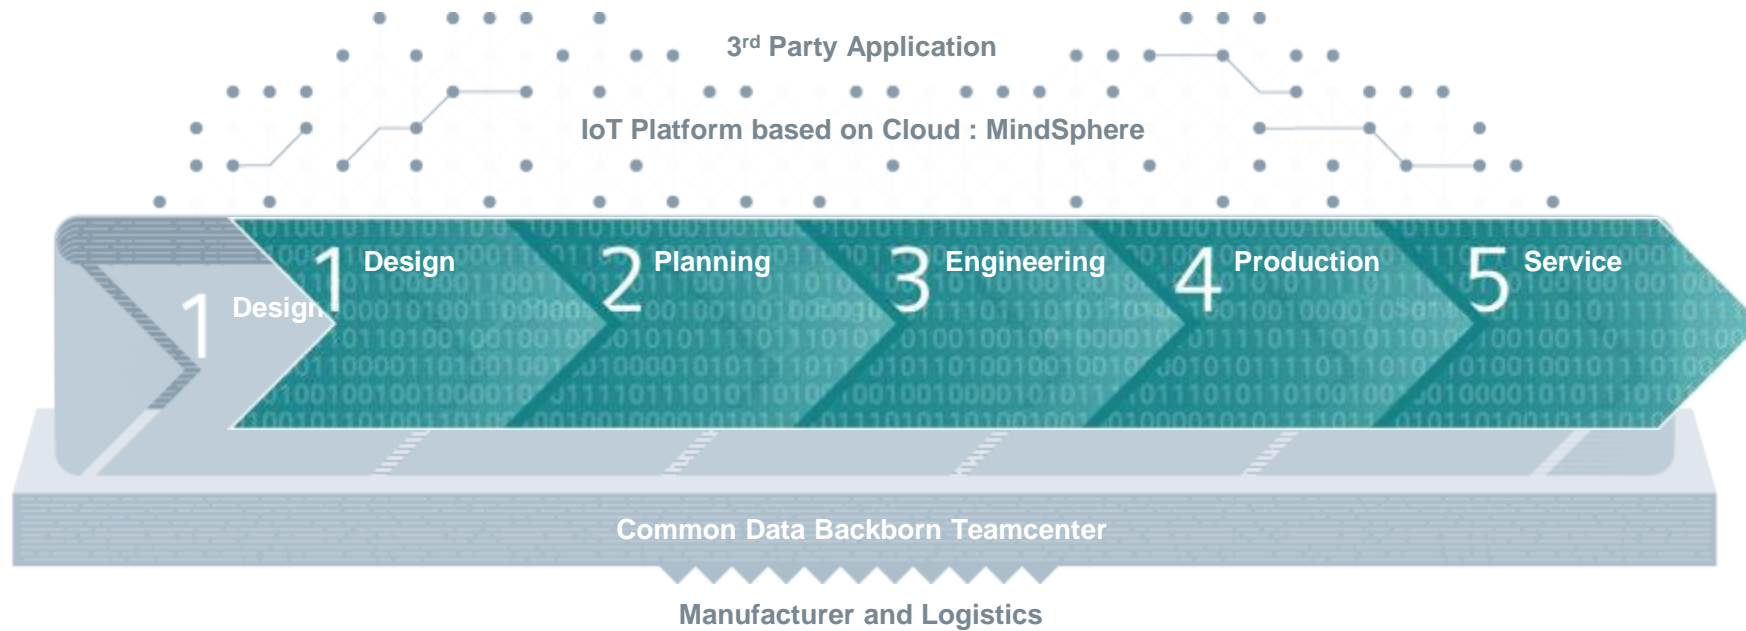 3rd Party Application
IoT Platform based on Cloud : MindSphere
1 Design
2 Planning
3 Engineering
4 Production
5 Service
1 Design
Common Data Backborn Teamcenter
Manufacturer and Logistics